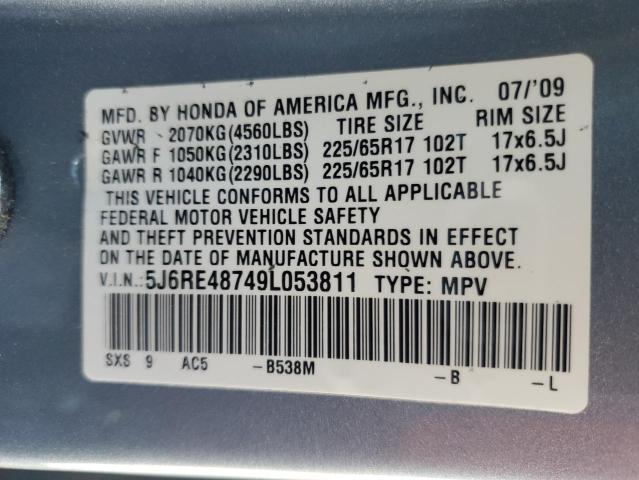 MFD. BY HONDA OF AMERICA MFG., INC. 07/'09
GVWR 2070KG(4560LBS) TIRE SIZE RIM SIZE
GAWR F 1050KG(2310LBS) 225/65R17 102T 17x6.5J
GAWR R 1040KG(2290LBS) 225/65R17 102T 17x6.5J
THIS VEHICLE CONFORMS TO ALL APPLICABLE
FEDERAL MOTOR VEHICLE SAFETY
AND THEFT PREVENTION STANDARDS IN EFFECT
ON THE DATE OF MANUFACTURE SHOWN ABOVE.
V.I.N.:5J6RE48749L053811 TYPE: MPV
SXS 9 AC5 -B538M -B -L